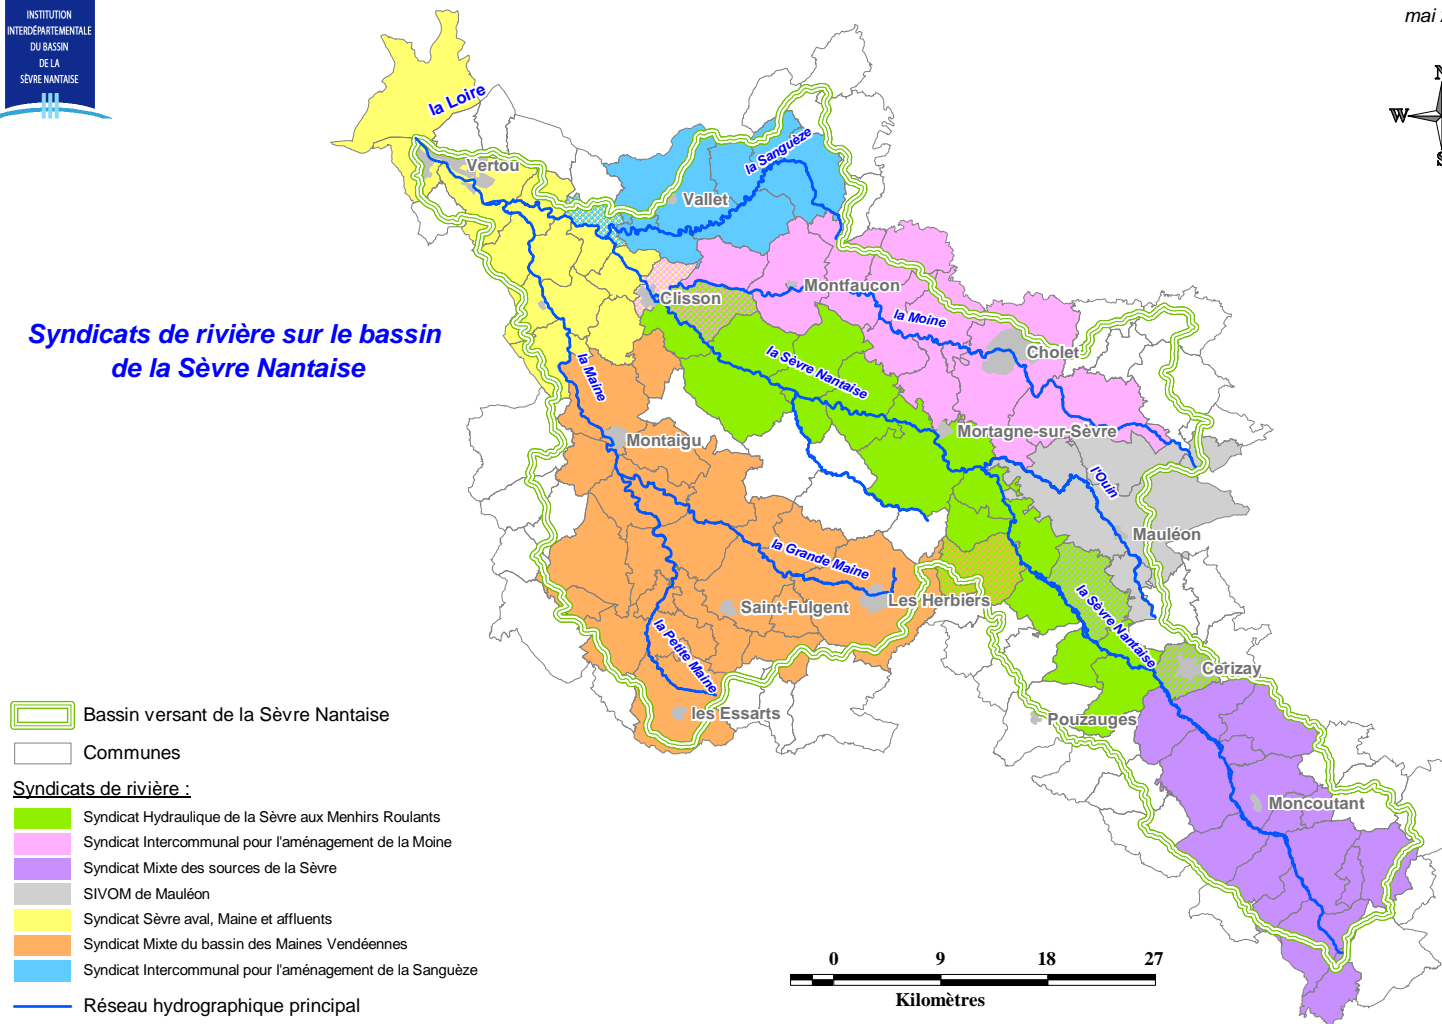 INSTITUTION
INTERDÉPARTEMENTALE
DU BASSIN
DE LA
SÈVRE NANTAISE
mai
N
W
S
la Loire
Vertou
la Sanguèze
Vallet
Clisson
Montfaucon
la Moine
Cholet
Syndicats de rivière sur le bassin
de la Sèvre Nantaise
la Maine
la Sèvre Nantaise
Montaigu
Mortagne-sur-Sèvre
l'Ouin
Mauléon
la Grande Maine
Les Herbiers
Saint-Fulgent
la Sèvre Nantaise
la Petite Maine
Cerizay
les Essarts
Pouzauges
Moncoutant
Bassin versant de la Sèvre Nantaise
Communes
Syndicats de rivière :
Syndicat Hydraulique de la Sèvre aux Menhirs Roulants
Syndicat Intercommunal pour l'aménagement de la Moine
Syndicat Mixte des sources de la Sèvre
SIVOM de Mauléon
Syndicat Sèvre aval, Maine et affluents
Syndicat Mixte du bassin des Maines Vendéennes
Syndicat Intercommunal pour l'aménagement de la Sanguèze
Réseau hydrographique principal
0 9 18 27
Kilomètres